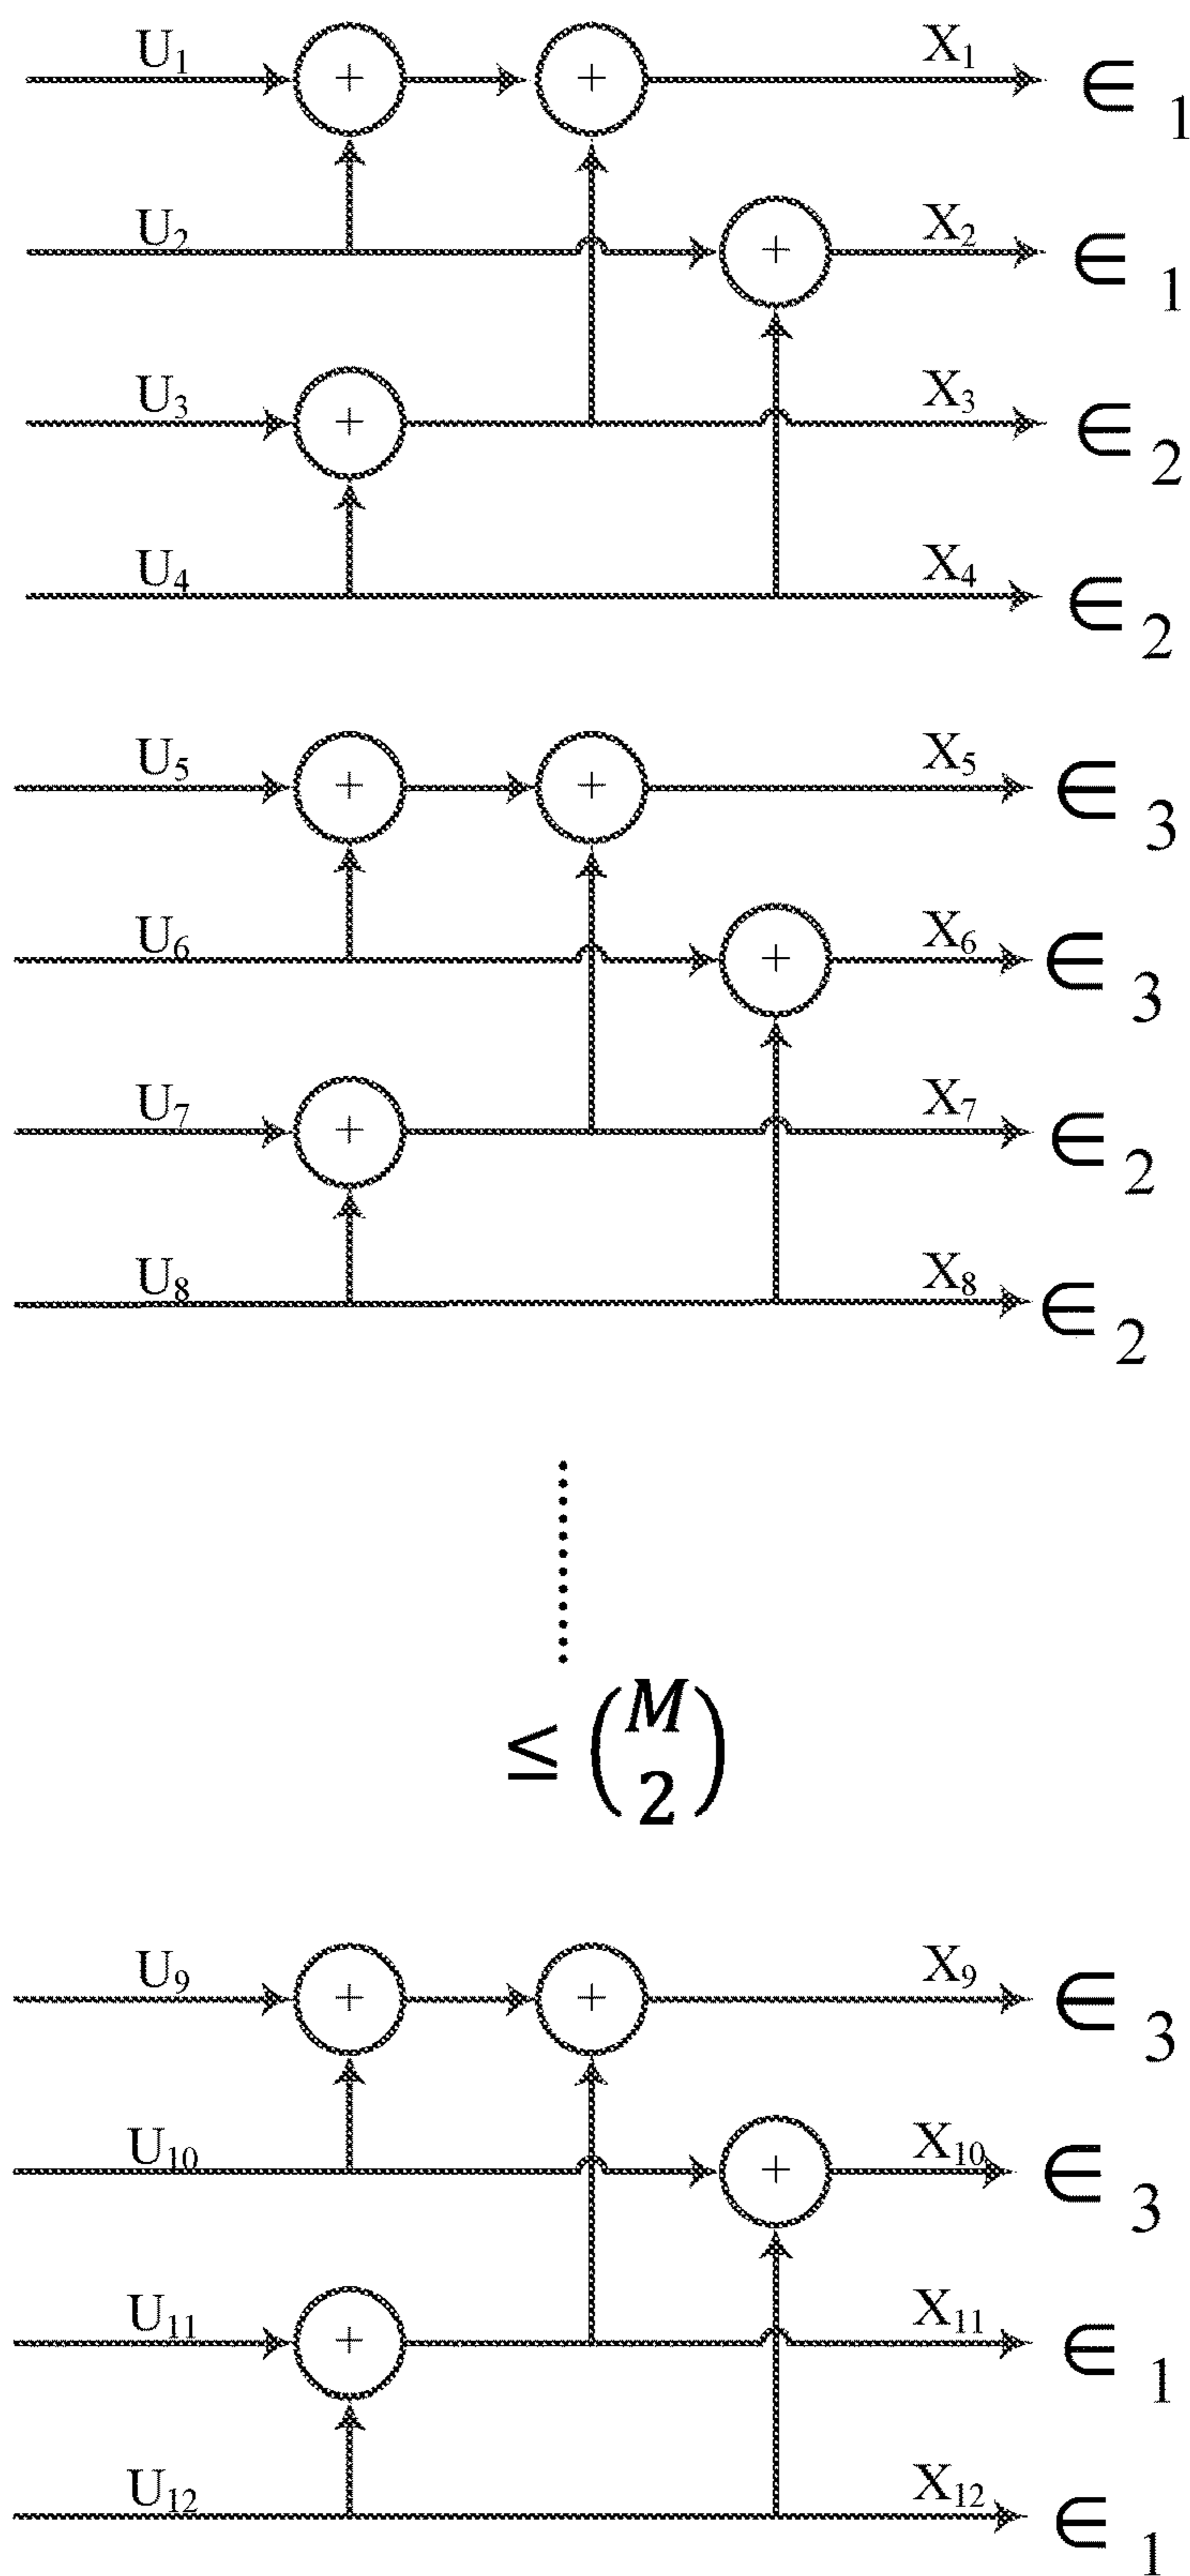 U₁ + + X₁ ∈ ₁
U₂ + X₂ ∈ ₁
U₃ + X₃ ∈ ₂
U₄ X₄ ∈ ₂
U₅ + + X₅ ∈ ₃
U₆ + X₆ ∈ ₃
U₇ + X₇ ∈ ₂
U₈ X₈ ∈ ₂
≤ (M 2)
U₉ + + X₉ ∈ ₃
U₁₀ + X₁₀ ∈ ₃
U₁₁ + X₁₁ ∈ ₁
U₁₂ X₁₂ ∈ ₁